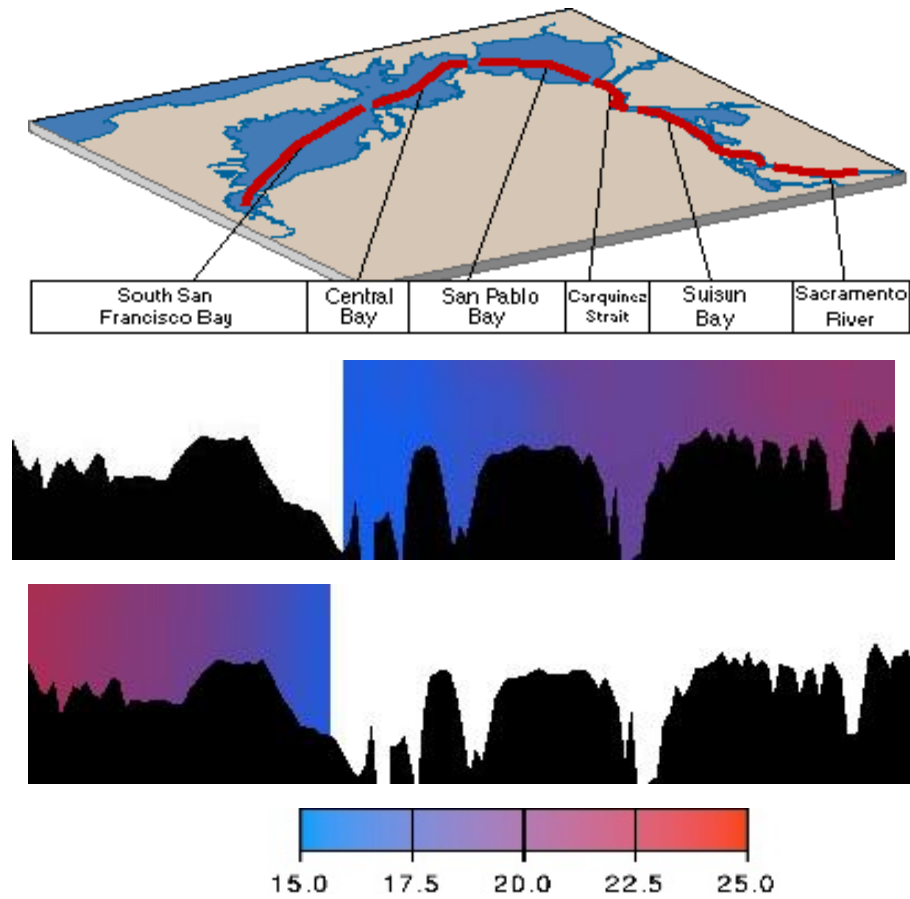 South San
Francisco Bay
Central
Bay
San Pablo
Bay
Carquinez
Strait
Suisun
Bay
Sacramento
River
15.0 17.5 20.0 22.5 25.0